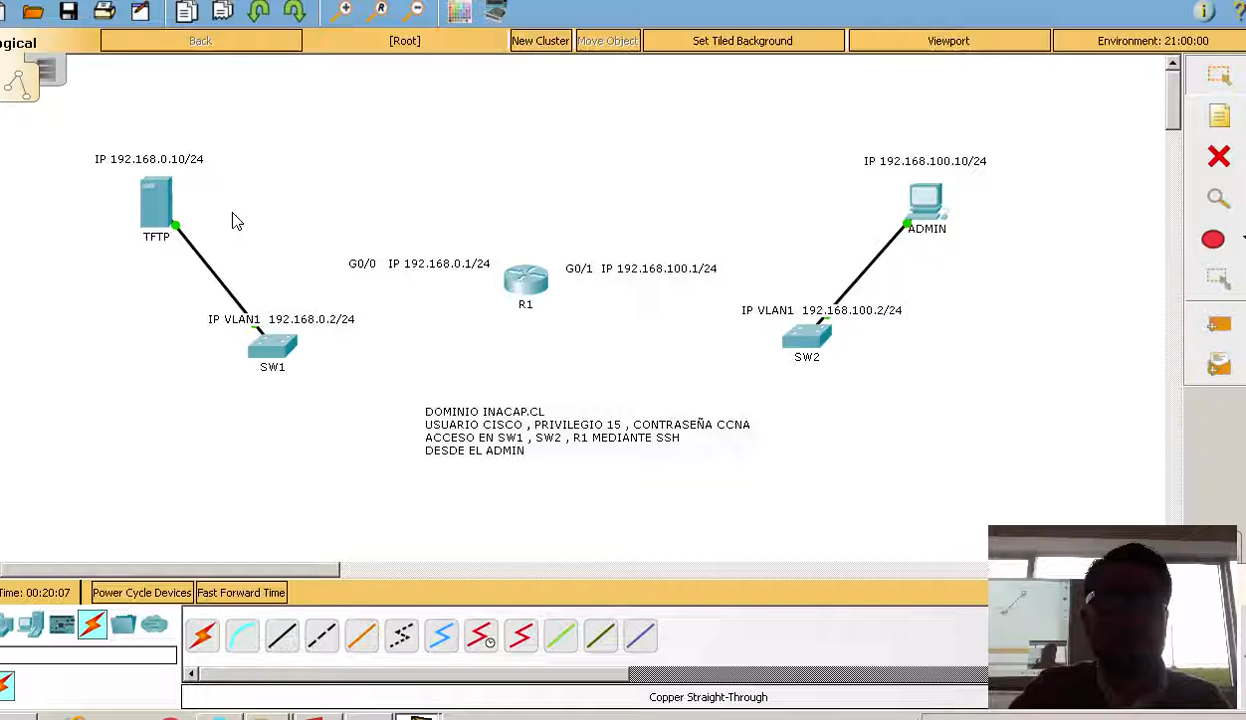 gical
Back
[Root]
New Cluster
Move Object
Set Tiled Background
Viewport
Environment: 21:00:00
IP 192.168.0.10/24
IP 192.168.100.10/24
TFTP
ADMIN
G0/0 IP 192.168.0.1/24
G0/1 IP 192.168.100.1/24
R1
IP VLAN1 192.168.0.2/24
IP VLAN1 192.168.100.2/24
SW1
SW2
DOMINIO INACAP.CL
USUARIO CISCO , PRIVILEGIO 15 , CONTRASEÑA CCNA
ACCESO EN SW1 , SW2 , R1 MEDIANTE SSH
DESDE EL ADMIN
Time: 00:20:07
Power Cycle Devices
Fast Forward Time
Copper Straight-Through